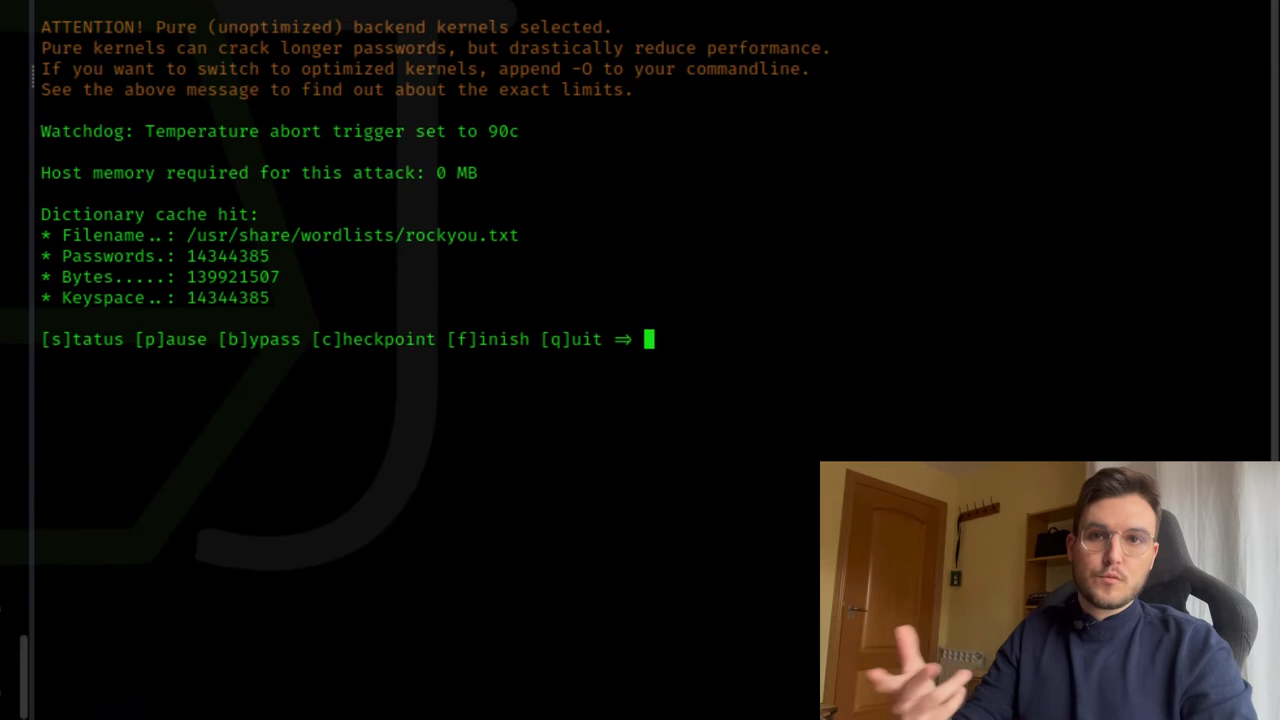 ATTENTION! Pure (unoptimized) backend kernels selected.
Pure kernels can crack longer passwords, but drastically reduce performance.
If you want to switch to optimized kernels, append -O to your commandline.
See the above message to find out about the exact limits.
Watchdog: Temperature abort trigger set to 90c
Host memory required for this attack: 0 MB
Dictionary cache hit:
* Filename..: /usr/share/wordlists/rockyou.txt
* Passwords.: 14344385
* Bytes.....: 139921507
* Keyspace..: 14344385
[s]tatus [p]ause [b]ypass [c]heckpoint [f]inish [q]uit =>